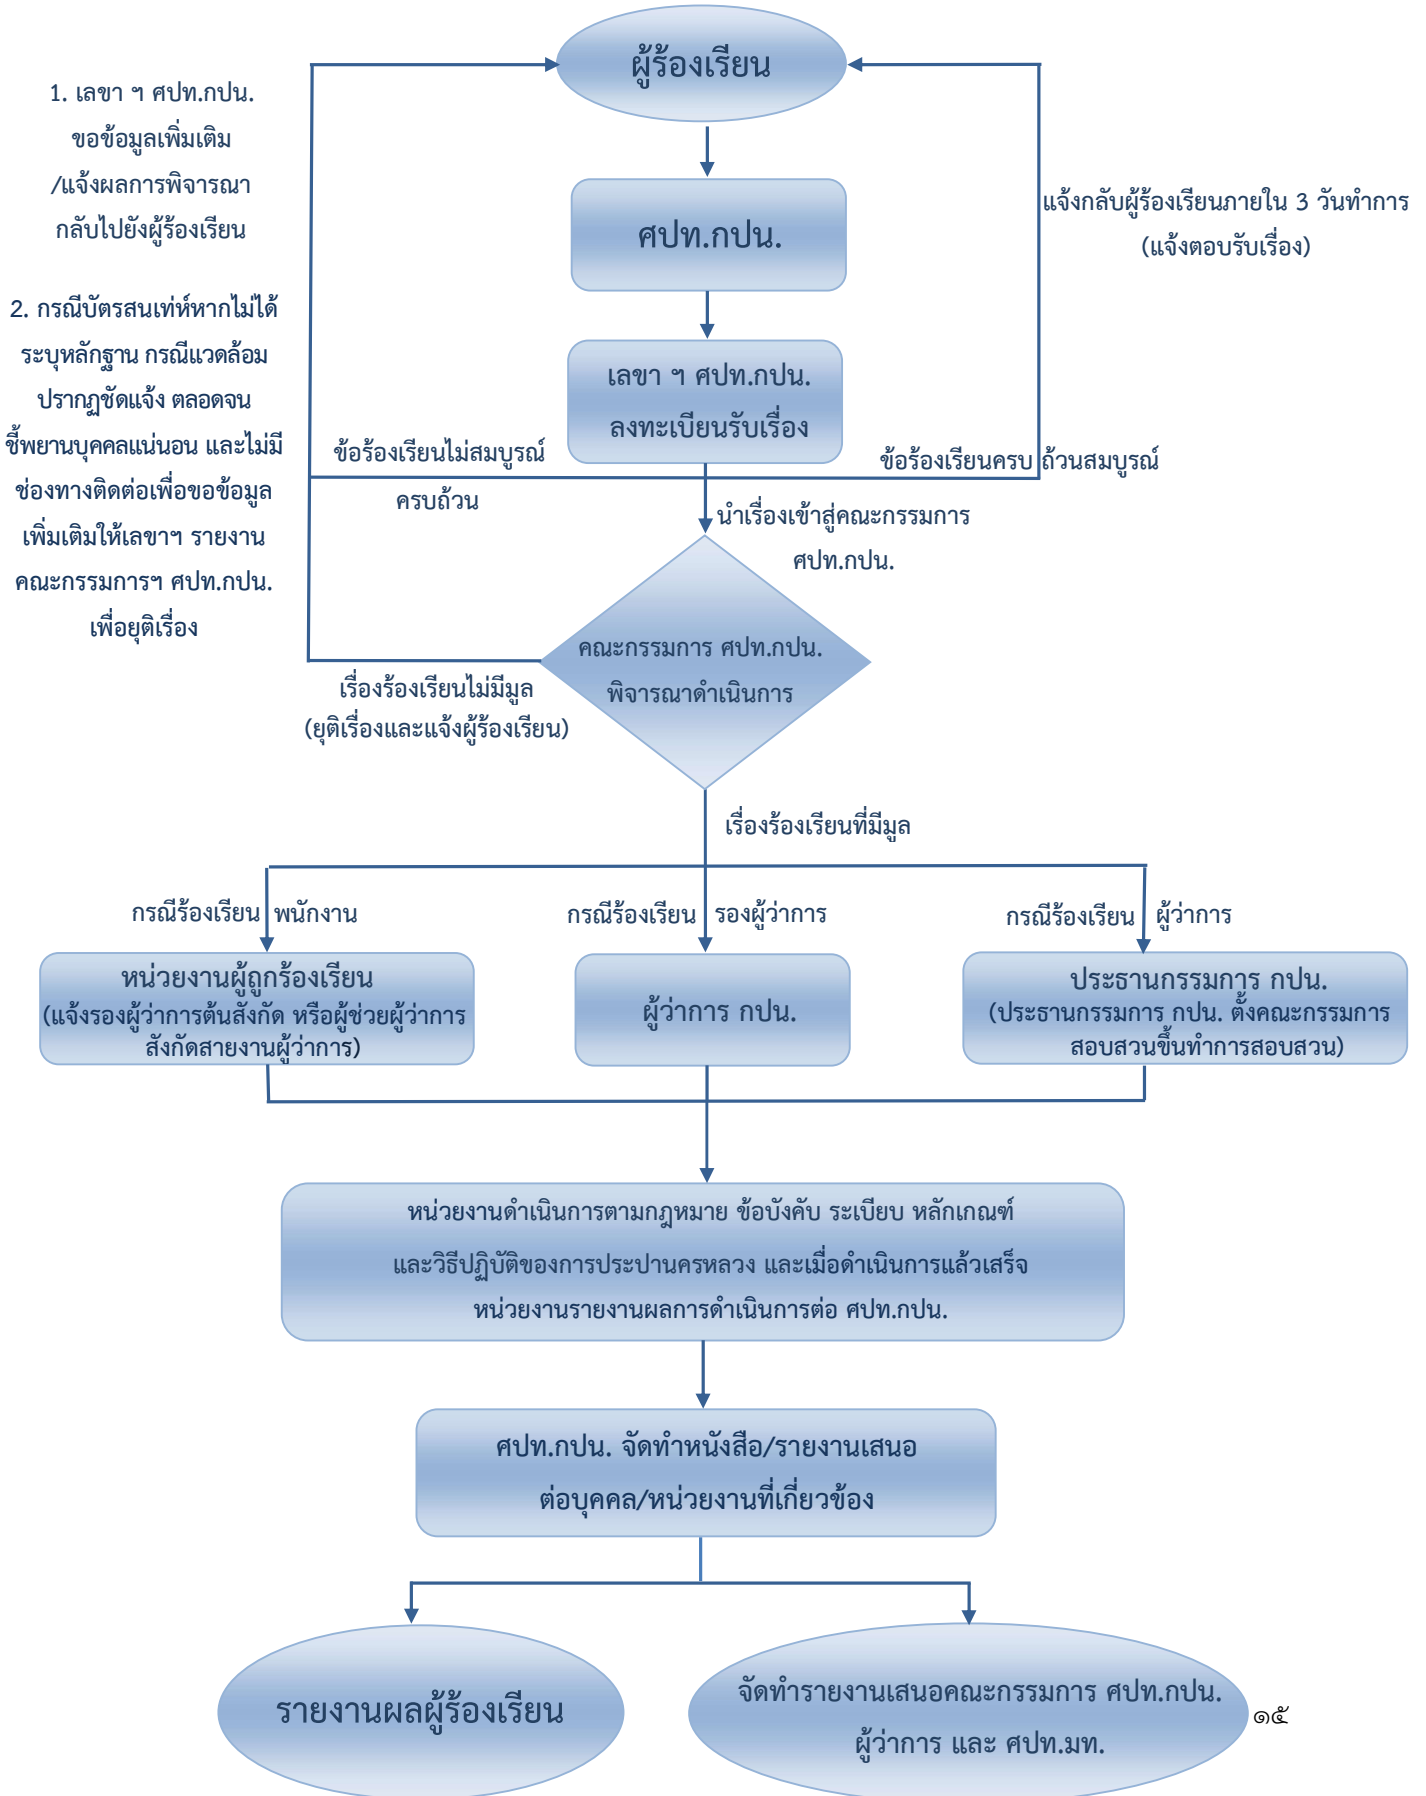 ผู้ร้องเรียน
1. เลขา ฯ ศปท.กปน.
ขอข้อมูลเพิ่มเติม
/แจ้งผลการพิจารณา
กลับไปยังผู้ร้องเรียน
แจ้งกลับผู้ร้องเรียนภายใน 3 วันทำการ
(แจ้งตอบรับเรื่อง)
ศปท.กปน.
2. กรณีบัตรสนเท่ห์หากไม่ได้
ระบุหลักฐาน กรณีแวดล้อม
ปรากฏชัดแจ้ง ตลอดจน
ชี้พยานบุคคลแน่นอน และไม่มี
ช่องทางติดต่อเพื่อขอข้อมูล
เพิ่มเติมให้เลขาฯ รายงาน
คณะกรรมการฯ ศปท.กปน.
เพื่อยุติเรื่อง
เลขา ฯ ศปท.กปน.
ลงทะเบียนรับเรื่อง
ข้อร้องเรียนไม่สมบูรณ์
ครบถ้วน
ข้อร้องเรียนครบ ถ้วนสมบูรณ์
นำเรื่องเข้าสู่คณะกรรมการ
ศปท.กปน.
คณะกรรมการ ศปท.กปน.
พิจารณาดำเนินการ
เรื่องร้องเรียนไม่มีมูล
(ยุติเรื่องและแจ้งผู้ร้องเรียน)
เรื่องร้องเรียนที่มีมูล
กรณีร้องเรียน พนักงาน
กรณีร้องเรียน รองผู้ว่าการ
กรณีร้องเรียน ผู้ว่าการ
หน่วยงานผู้ถูกร้องเรียน
(แจ้งรองผู้ว่าการต้นสังกัด หรือผู้ช่วยผู้ว่าการ
สังกัดสายงานผู้ว่าการ)
ผู้ว่าการ กปน.
ประธานกรรมการ กปน.
(ประธานกรรมการ กปน. ตั้งคณะกรรมการ
สอบสวนขึ้นทำการสอบสวน)
หน่วยงานดำเนินการตามกฎหมาย ข้อบังคับ ระเบียบ หลักเกณฑ์
และวิธีปฏิบัติของการประปานครหลวง และเมื่อดำเนินการแล้วเสร็จ
หน่วยงานรายงานผลการดำเนินการต่อ ศปท.กปน.
ศปท.กปน. จัดทำหนังสือ/รายงานเสนอ
ต่อบุคคล/หน่วยงานที่เกี่ยวข้อง
รายงานผลผู้ร้องเรียน
จัดทำรายงานเสนอคณะกรรมการ ศปท.กปน.
ผู้ว่าการ และ ศปท.มท.
๑๕